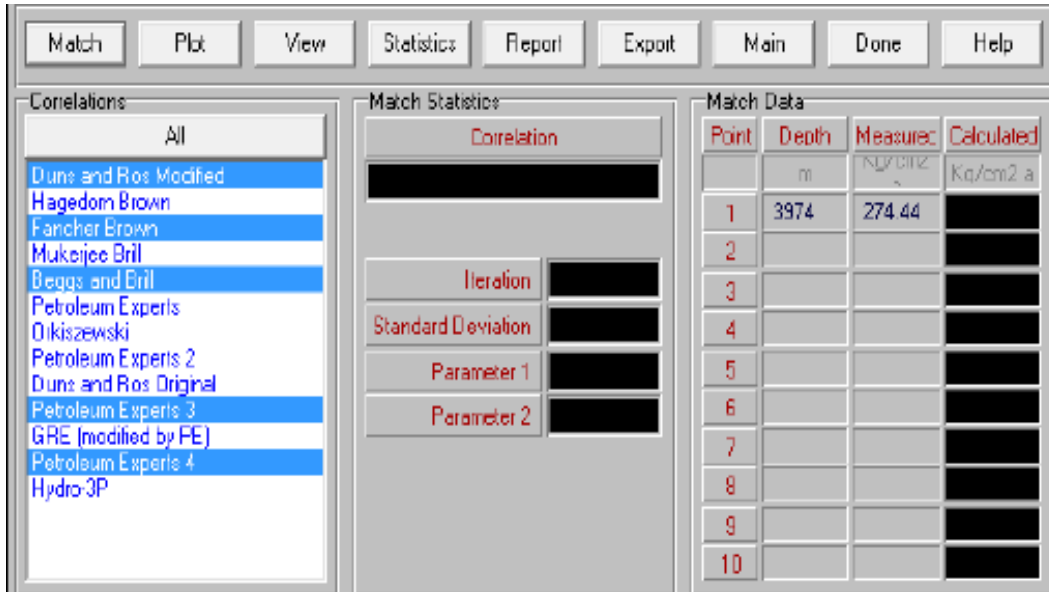 Match Plot View Statistics Report Export Main Done Help
Correlations
All
Duns and Ros Modified
Hagedorn Brown
Fancher Brown
Mukerjee Brill
Beggs and Brill
Petroleum Experts
Orkiszewski
Petroleum Experts 2
Duns and Ros Original
Petroleum Experts 3
GRE (modified by PE)
Petroleum Experts 4
Hydro-3P
Match Statistics
Correlation
Iteration
Standard Deviation
Parameter 1
Parameter 2
Match Data
Point Depth Measured Calculated
m Kg/cm2 Kg/cm2 a
1 3974 274.44
2
3
4
5
6
7
8
9
10